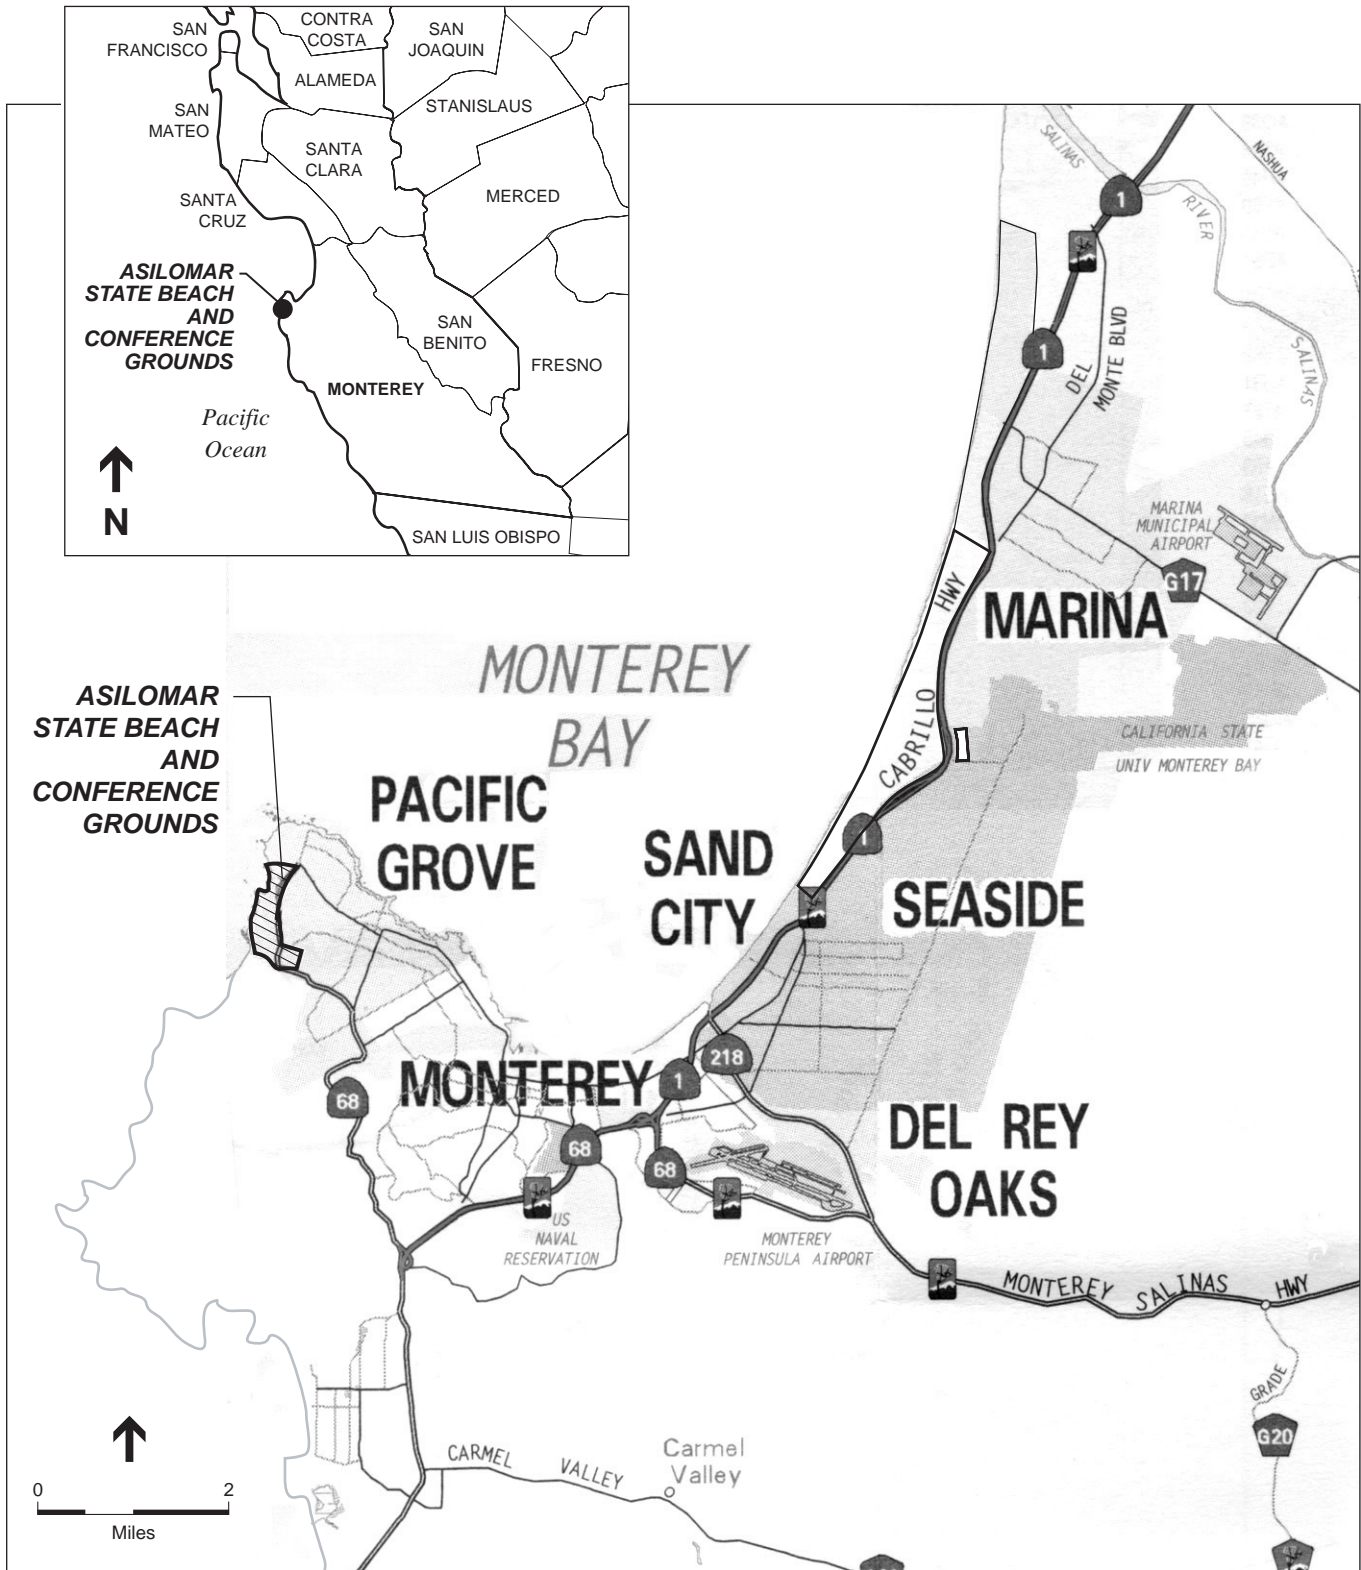 SAN
FRANCISCO
CONTRA
COSTA
SAN
JOAQUIN
ALAMEDA
STANISLAUS
SAN
MATEO
SANTA
CLARA
MERCED
SANTA
CRUZ
ASILOMAR
STATE BEACH
AND
CONFERENCE
GROUNDS
SAN
BENITO
FRESNO
MONTEREY
Pacific
Ocean
N
SAN LUIS OBISPO
SALINAS
RIVER
NASHUA
1
1
DEL
MONTE BLVD
SALINAS
MARINA
MUNICIPAL
AIRPORT
G17
HWY
MARINA
MONTEREY
BAY
CABRILLO
CALIFORNIA STATE
UNIV MONTEREY BAY
ASILOMAR
STATE BEACH
AND
CONFERENCE
GROUNDS
PACIFIC
GROVE
SAND
CITY
1
SEASIDE
MONTEREY
1
218
68
68
68
DEL REY
OAKS
US
NAVAL
RESERVATION
MONTEREY
PENINSULA AIRPORT
MONTEREY SALINAS HWY
GRADE
G20
CARMEL VALLEY
Carmel
Valley
0 2
Miles